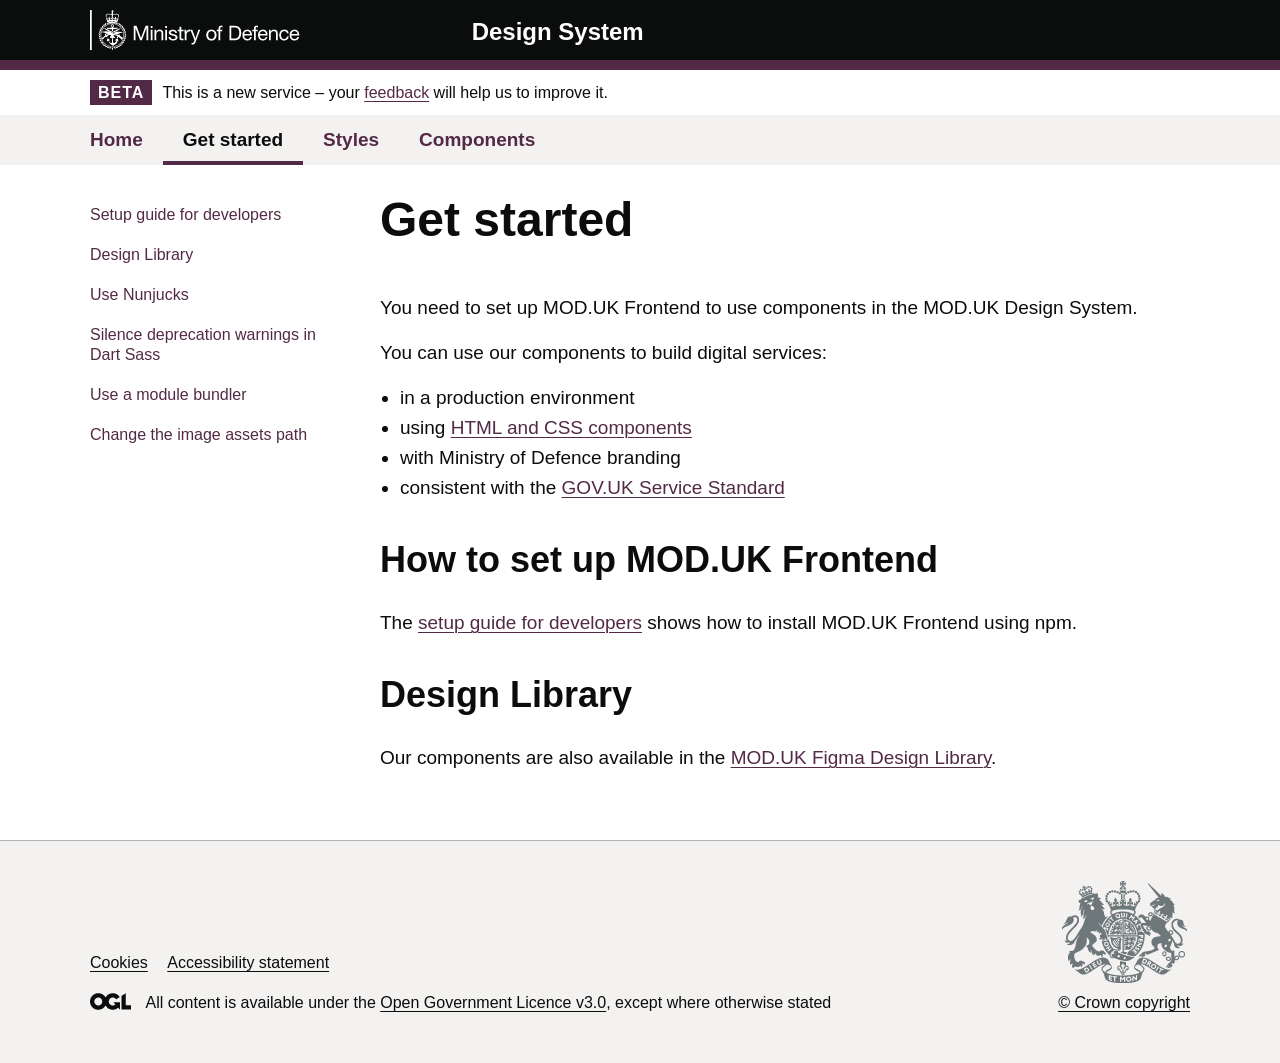 Ministry of Defence
Design System
BETA
This is a new service – your feedback will help us to improve it.
Home
Get started
Styles
Components
Setup guide for developers
Design Library
Use Nunjucks
Silence deprecation warnings in
Dart Sass
Use a module bundler
Change the image assets path
Get started
You need to set up MOD.UK Frontend to use components in the MOD.UK Design System.
You can use our components to build digital services:
in a production environment
using HTML and CSS components
with Ministry of Defence branding
consistent with the GOV.UK Service Standard
How to set up MOD.UK Frontend
The setup guide for developers shows how to install MOD.UK Frontend using npm.
Design Library
Our components are also available in the MOD.UK Figma Design Library.
Cookies
Accessibility statement
OGL
All content is available under the Open Government Licence v3.0, except where otherwise stated
DIEU ET MON DROIT
© Crown copyright